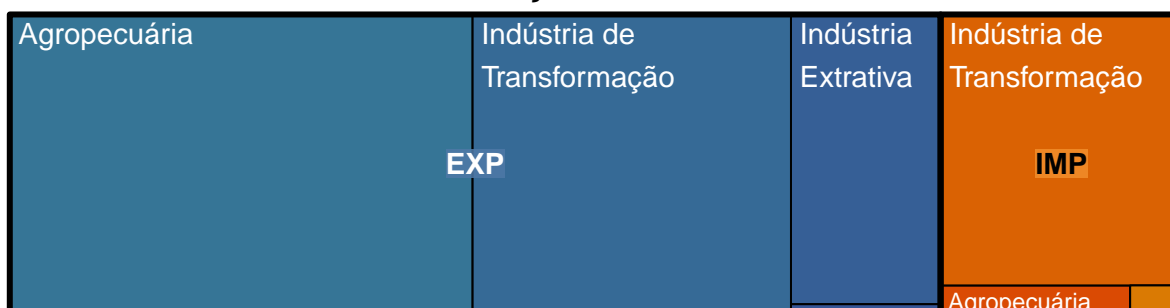 Agropecuária
Indústria de
Transformação
Indústria
Extrativa
Indústria de
Transformação
EXP
IMP
Agropecuária